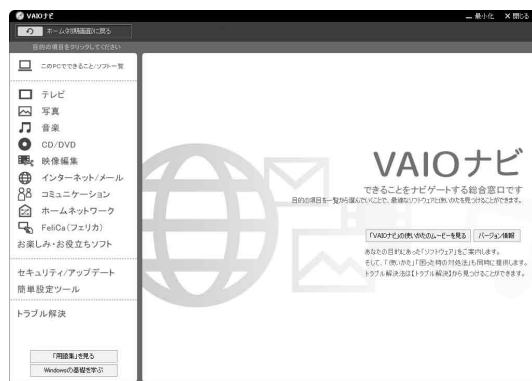 VAIOナビ
最小化 ×閉じる
ホーム(初期画面)に戻る
目的の項目をクリックしてください
このPCでできること/ソフト一覧
テレビ
写真
音楽
CD/DVD
映像編集
インターネット/メール
コミュニケーション
ホームネットワーク
FeliCa(フェリカ)
お楽しみ・お役立ちソフト
セキュリティ/アップデート
簡単設定ツール
トラブル解決
「用語集」を見る
Windowsの基礎を学ぶ
VAIOナビ
できることをナビゲートする総合窓口です
目的の項目を一覧から選んでいくことで、最適なソフトウェアと使いかたを見つけることができます。
「VAIOナビ」の使いかたのムービーを見る バージョン情報
あなたの目的にあった「ソフトウェア」をご案内します。
そして、「使いかた」「困った時の対処法」も同時に提供します。
トラブル解決法は【トラブル解決】から見つけることができます。